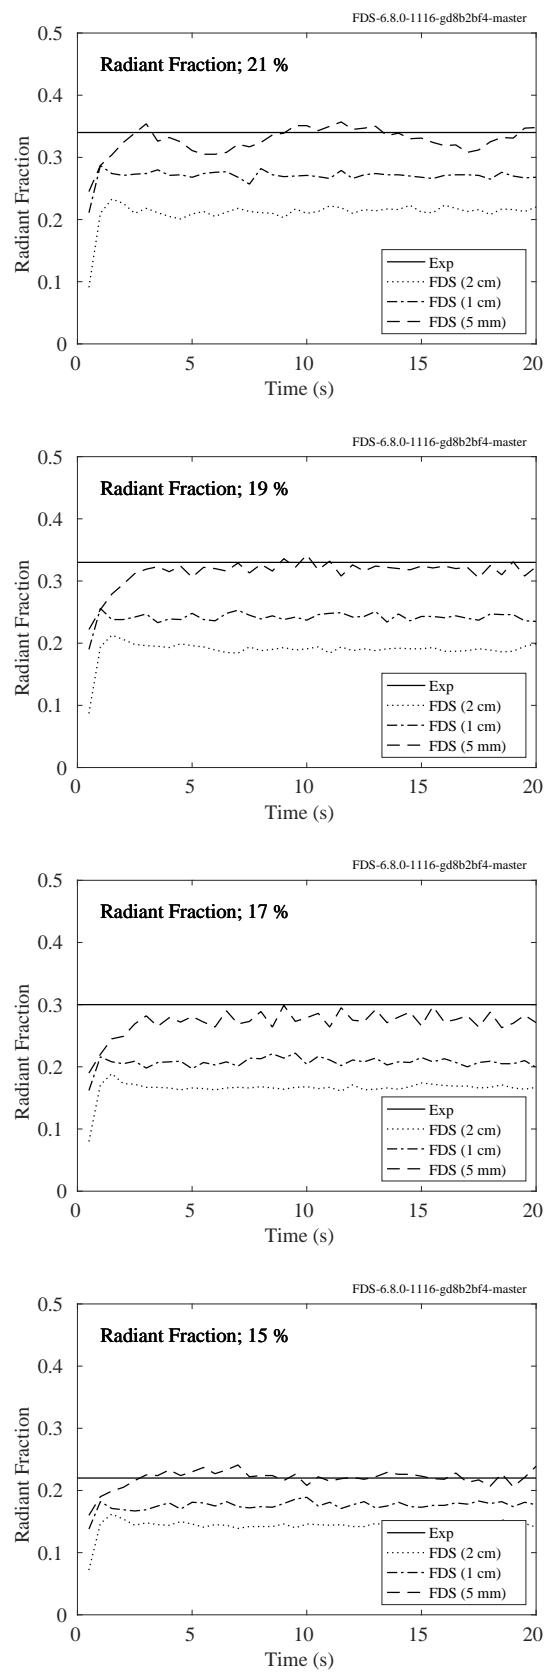 FDS-6.8.0-1116-gd8b2bf4-master
Radiant Fraction; 21 %
0.5
0.4
0.3
0.2
0.1
0
Radiant Fraction
Exp
FDS (2 cm)
FDS (1 cm)
FDS (5 mm)
0 5 10 15 20
Time (s)
FDS-6.8.0-1116-gd8b2bf4-master
Radiant Fraction; 19 %
0.5
0.4
0.3
0.2
0.1
0
Radiant Fraction
Exp
FDS (2 cm)
FDS (1 cm)
FDS (5 mm)
0 5 10 15 20
Time (s)
FDS-6.8.0-1116-gd8b2bf4-master
Radiant Fraction; 17 %
0.5
0.4
0.3
0.2
0.1
0
Radiant Fraction
Exp
FDS (2 cm)
FDS (1 cm)
FDS (5 mm)
0 5 10 15 20
Time (s)
FDS-6.8.0-1116-gd8b2bf4-master
Radiant Fraction; 15 %
0.5
0.4
0.3
0.2
0.1
0
Radiant Fraction
Exp
FDS (2 cm)
FDS (1 cm)
FDS (5 mm)
0 5 10 15 20
Time (s)